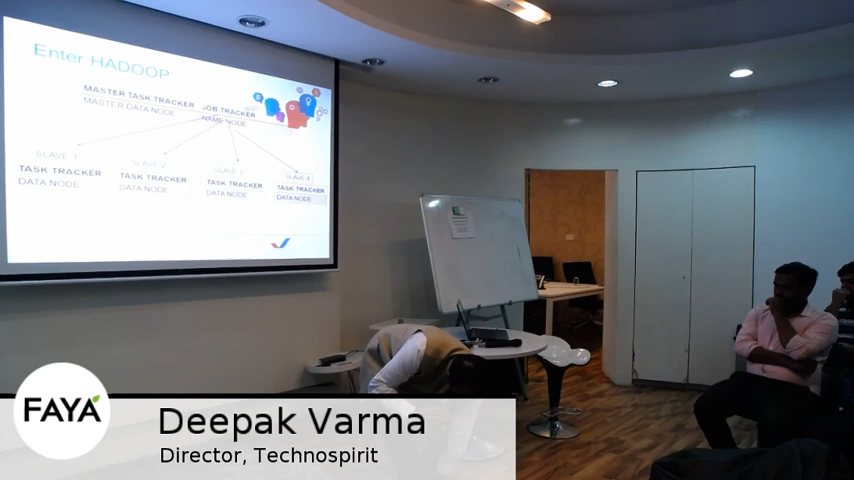 Enter HADOOP
MASTER TASK TRACKER
MASTER DATA NODE
JOB TRACKER
NAME NODE
SLAVE 1
TASK TRACKER
DATA NODE
SLAVE 2
TASK TRACKER
DATA NODE
SLAVE 3
TASK TRACKER
DATA NODE
SLAVE 4
TASK TRACKER
DATA NODE
FAYA
Deepak Varma
Director, Technospirit